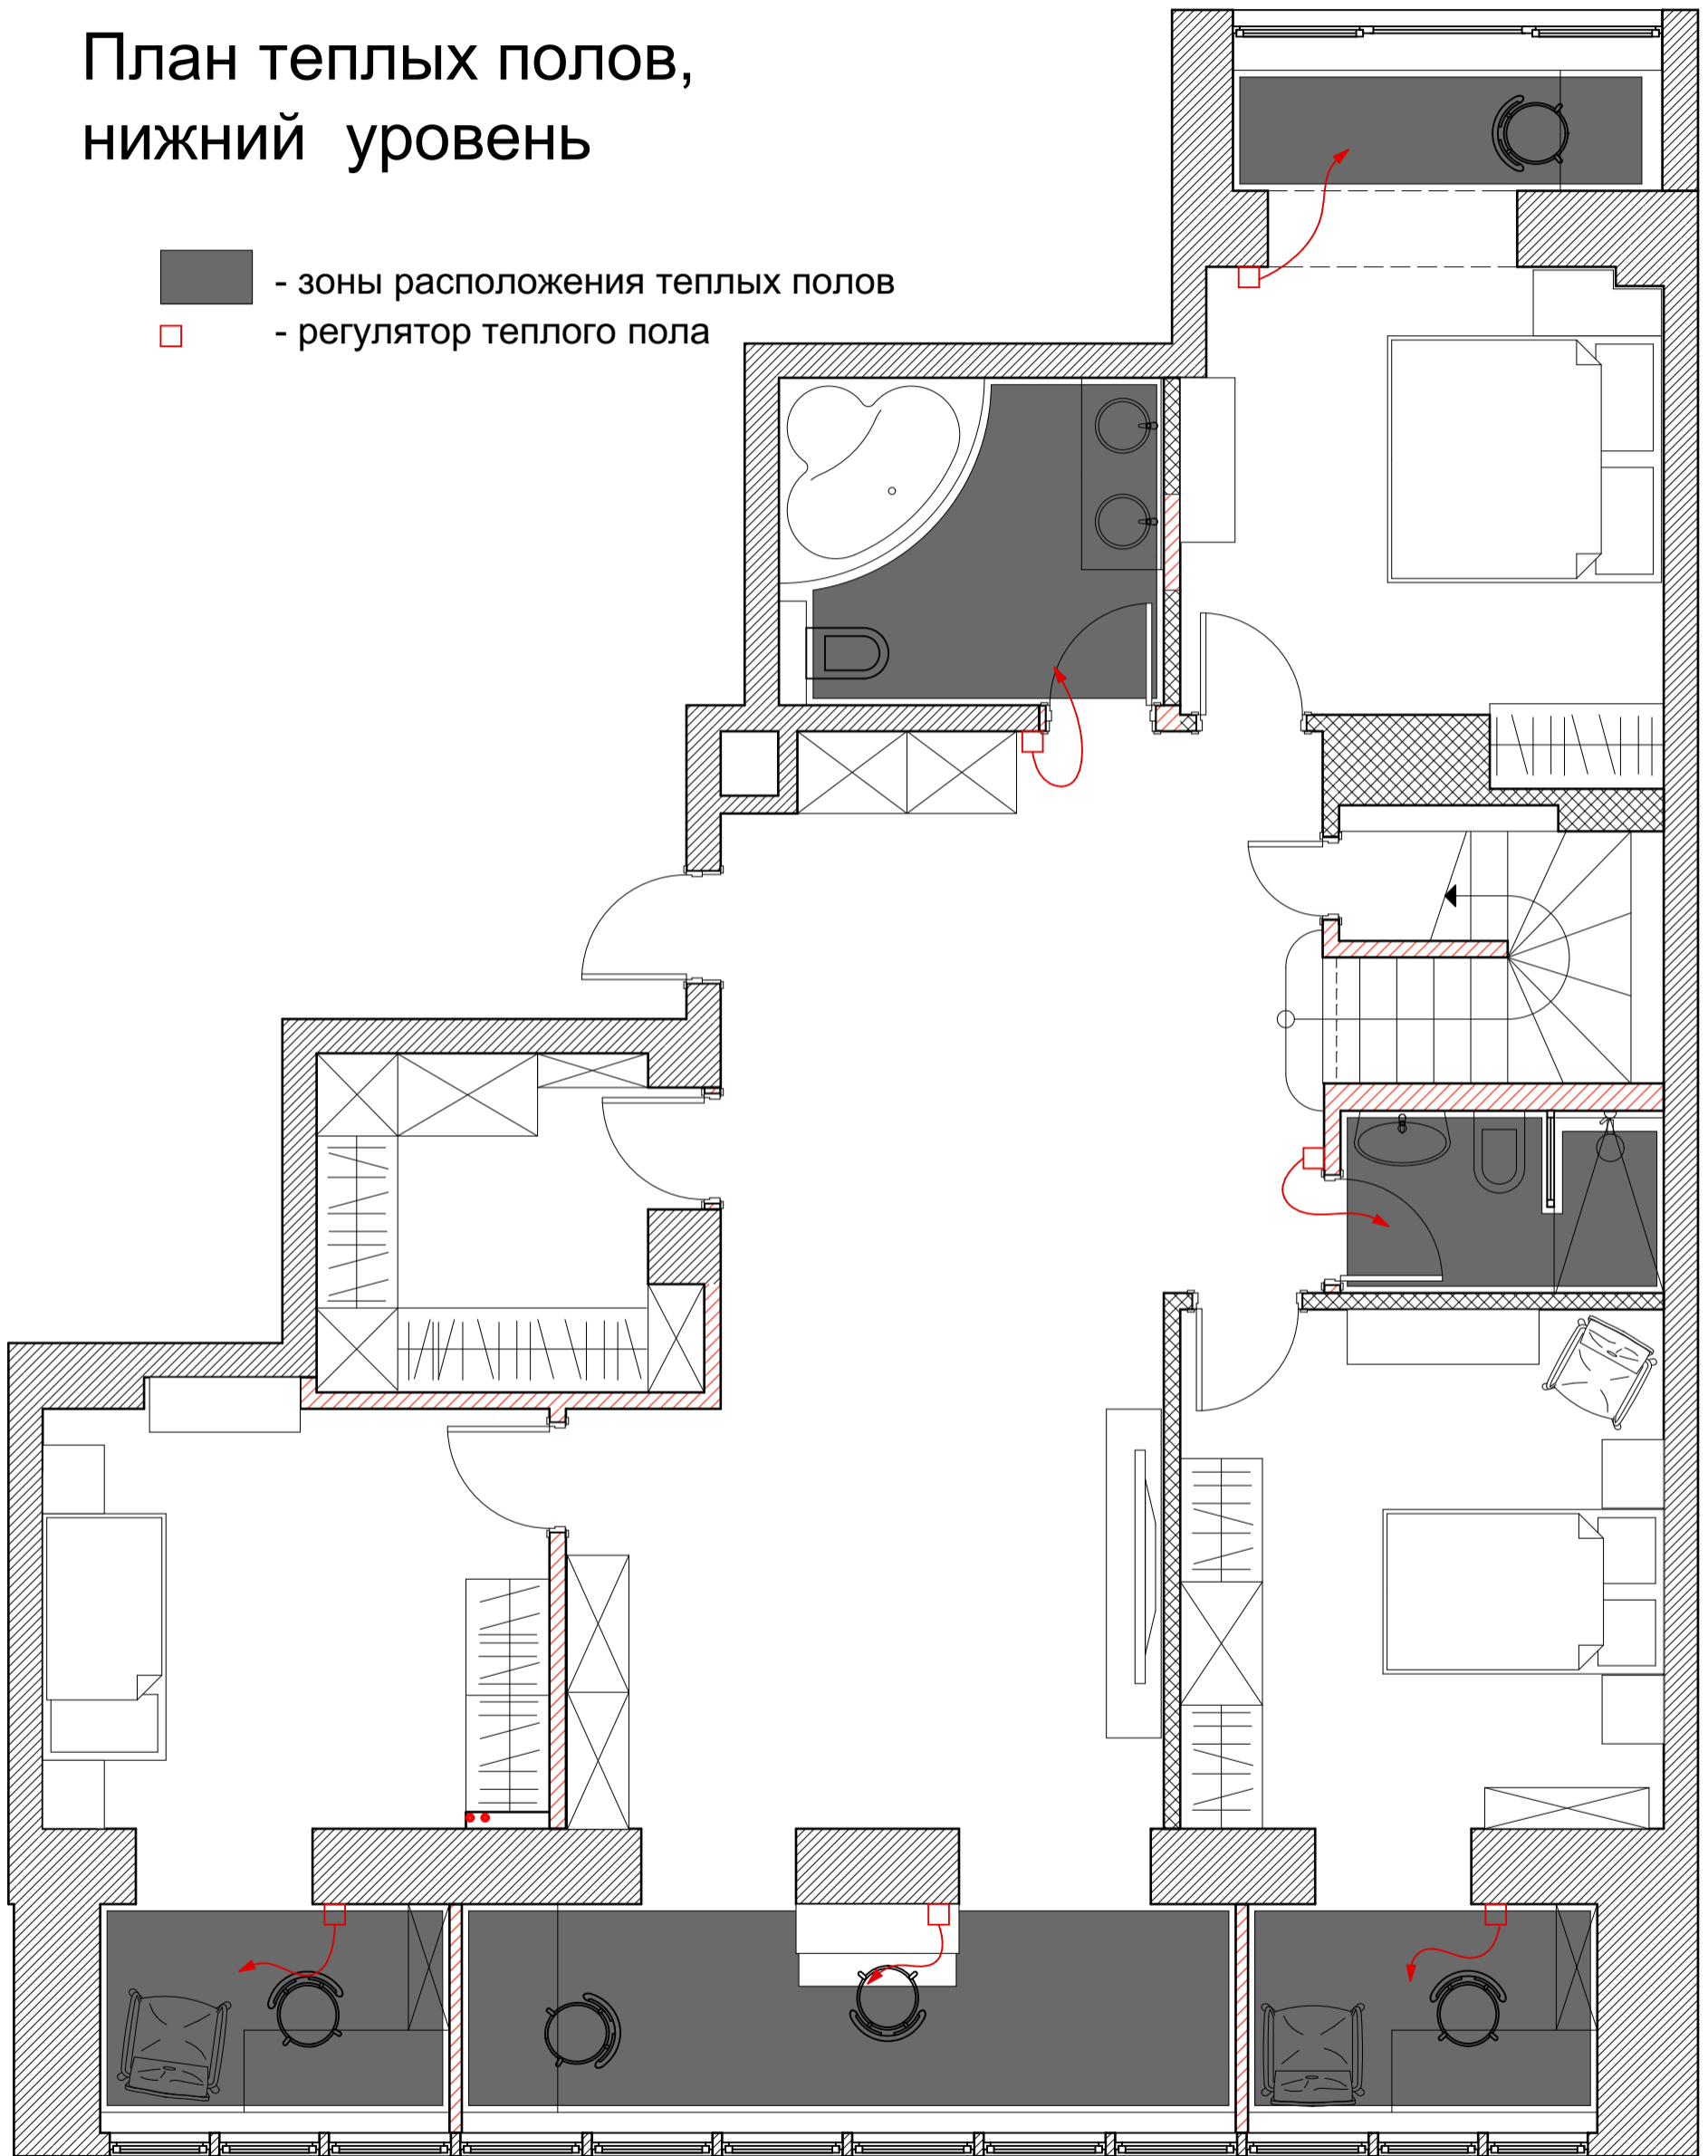 План теплых полов,
нижний уровень
- зоны расположения теплых полов
- регулятор теплого пола